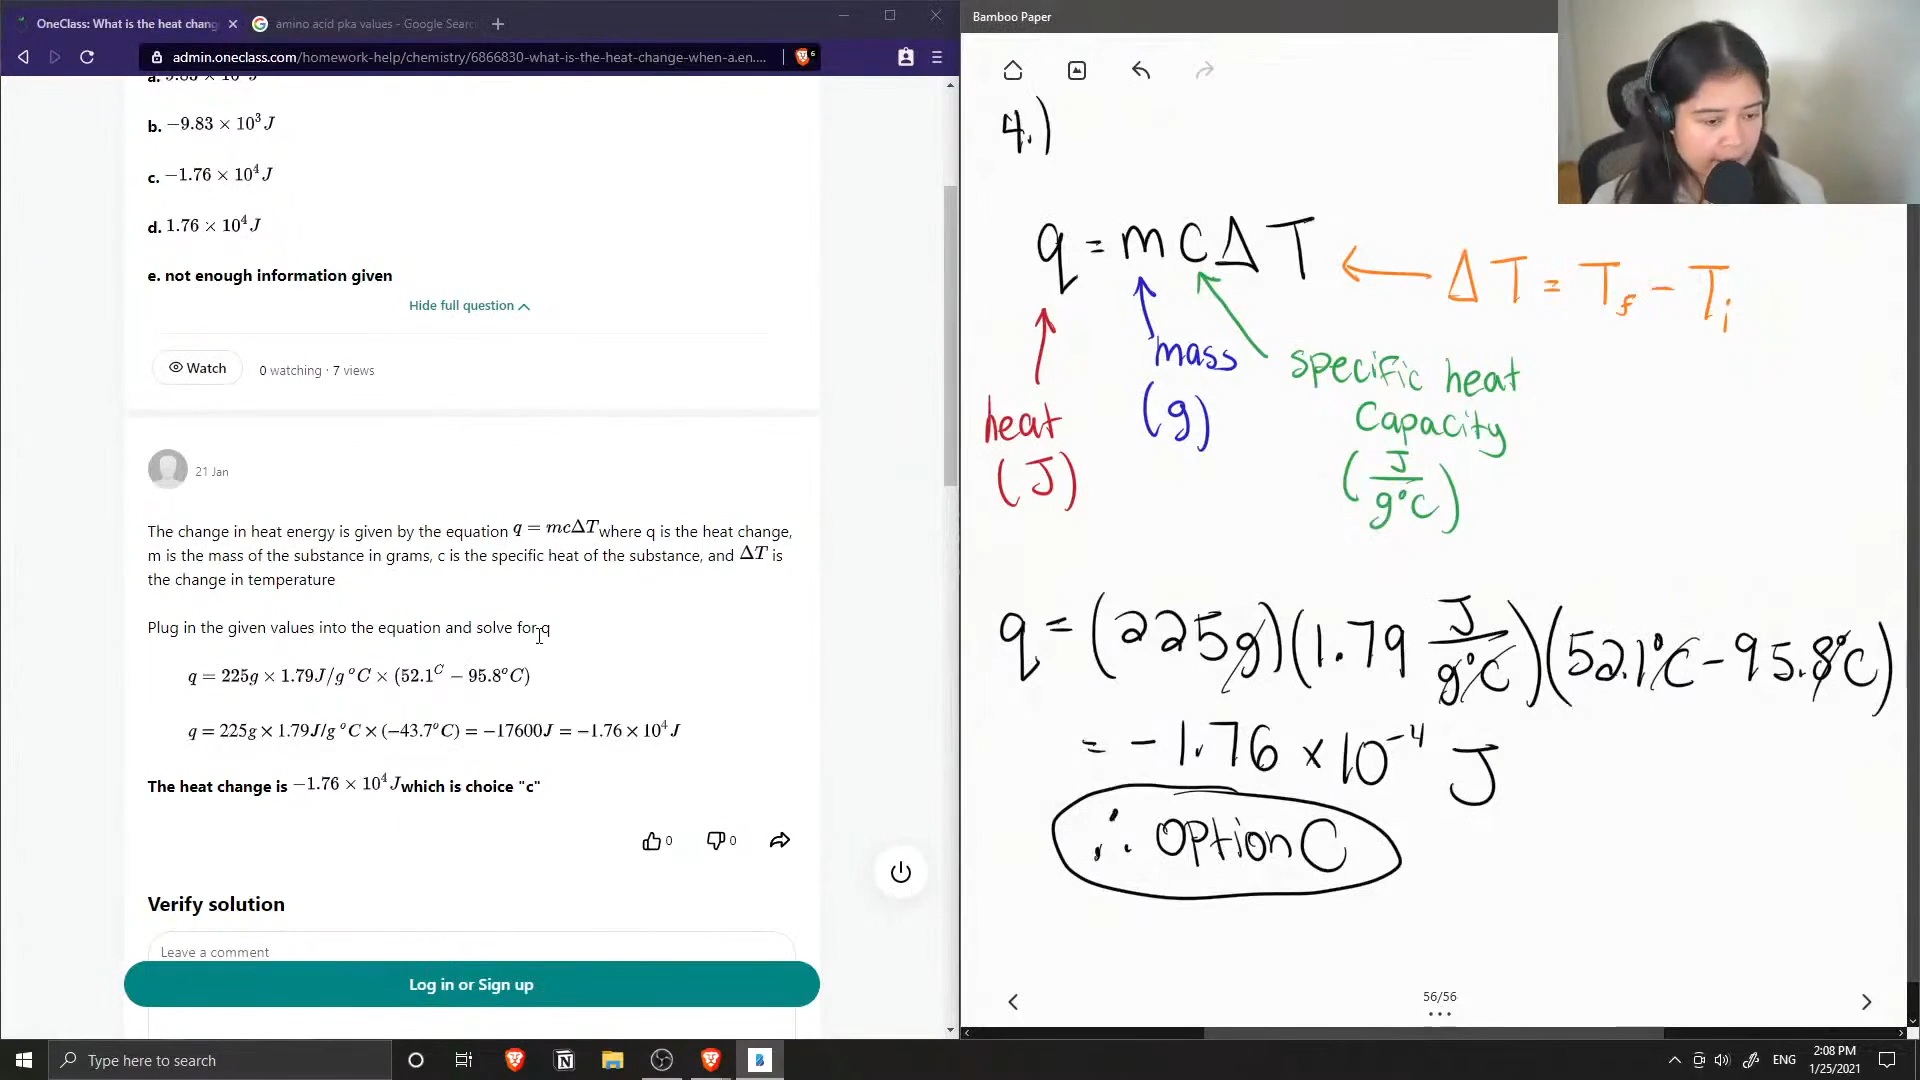 OneClass: What is the heat chang
amino acid pka values - Google Searc
admin.oneclass.com/homework-help/chemistry/6866830-what-is-the-heat-change-when-a.en....
6
b. −9.83 × 10³ J
c. −1.76 × 10⁴ J
d. 1.76 × 10⁴ J
e. not enough information given
Hide full question
Watch
0 watching · 7 views
21 Jan
The change in heat energy is given by the equation q = mcΔT where q is the heat change,
m is the mass of the substance in grams, c is the specific heat of the substance, and ΔT is
the change in temperature
Plug in the given values into the equation and solve for q
q = 225g × 1.79J/g °C × (52.1ᶜ − 95.8°C)
q = 225g × 1.79J/g °C × (−43.7°C) = −17600J = −1.76 × 10⁴ J
The heat change is −1.76 × 10⁴ J which is choice "c"
0
0
Verify solution
Leave a comment
Log in or Sign up
Bamboo Paper
4.)
q = mcΔT ← ΔT = Tf − Ti
heat
(J)
mass
(g)
specific heat
Capacity
(J/g°C)
q = (225g)(1.79 J/g°C)(52.1°C − 95.8°C)
= −1.76 × 10⁻⁴ J
∴ Option C
56/56
Type here to search
ENG
2:08 PM
1/25/2021